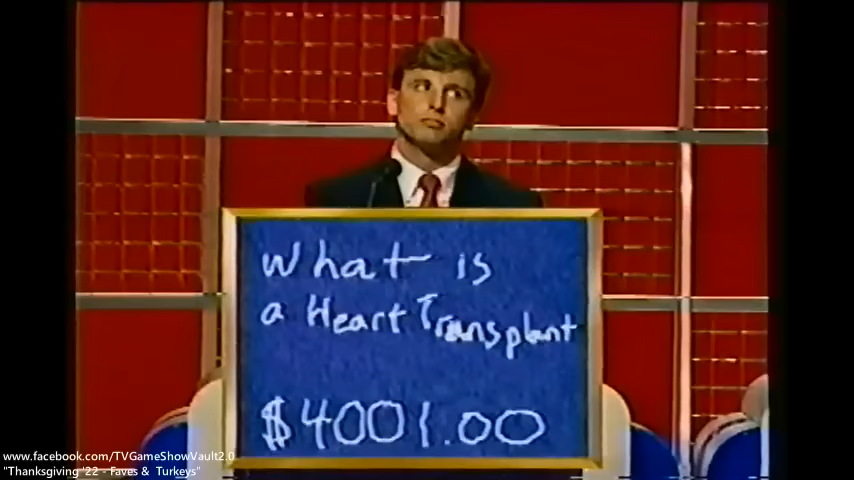 What is
a Heart Transplant
$4001.00
www.facebook.com/TVGameShowVault2.0
"Thanksgiving '22 - Faves & Turkeys"